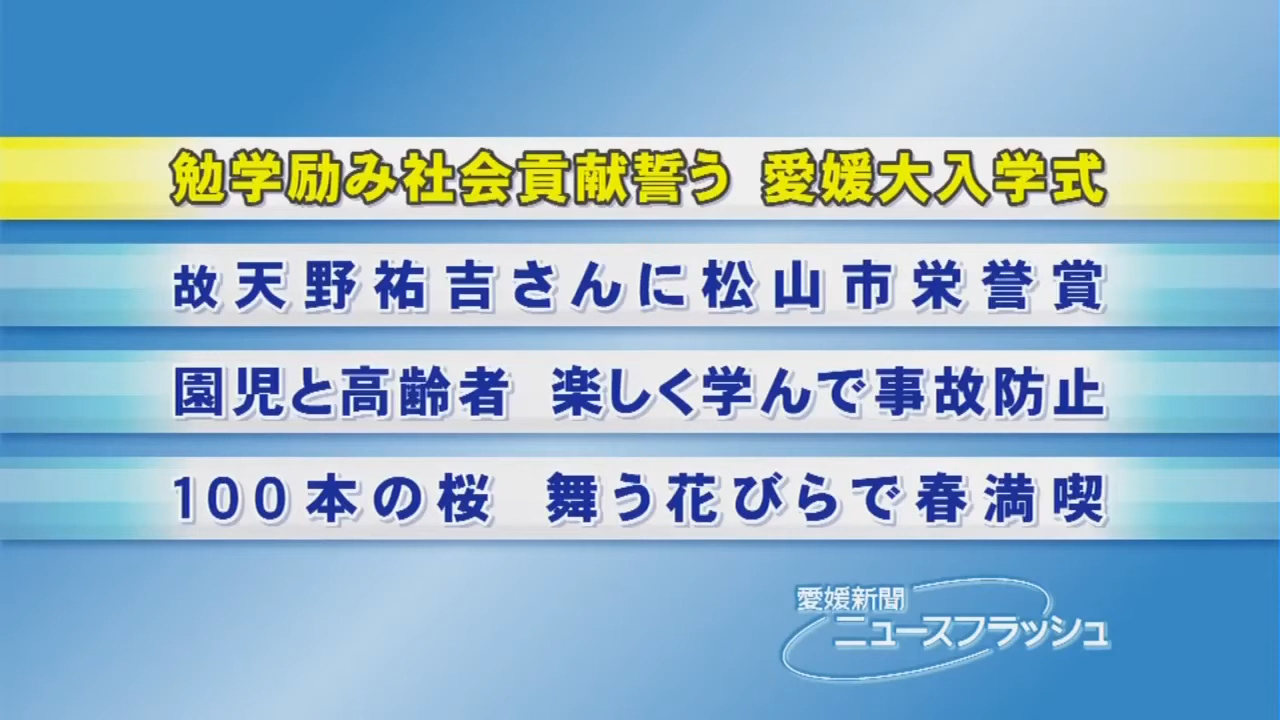 勉学励み社会貢献誓う 愛媛大入学式
故天野祐吉さんに松山市栄誉賞
園児と高齢者 楽しく学んで事故防止
100本の桜 舞う花びらで春満喫
愛媛新聞
ニュースフラッシュ